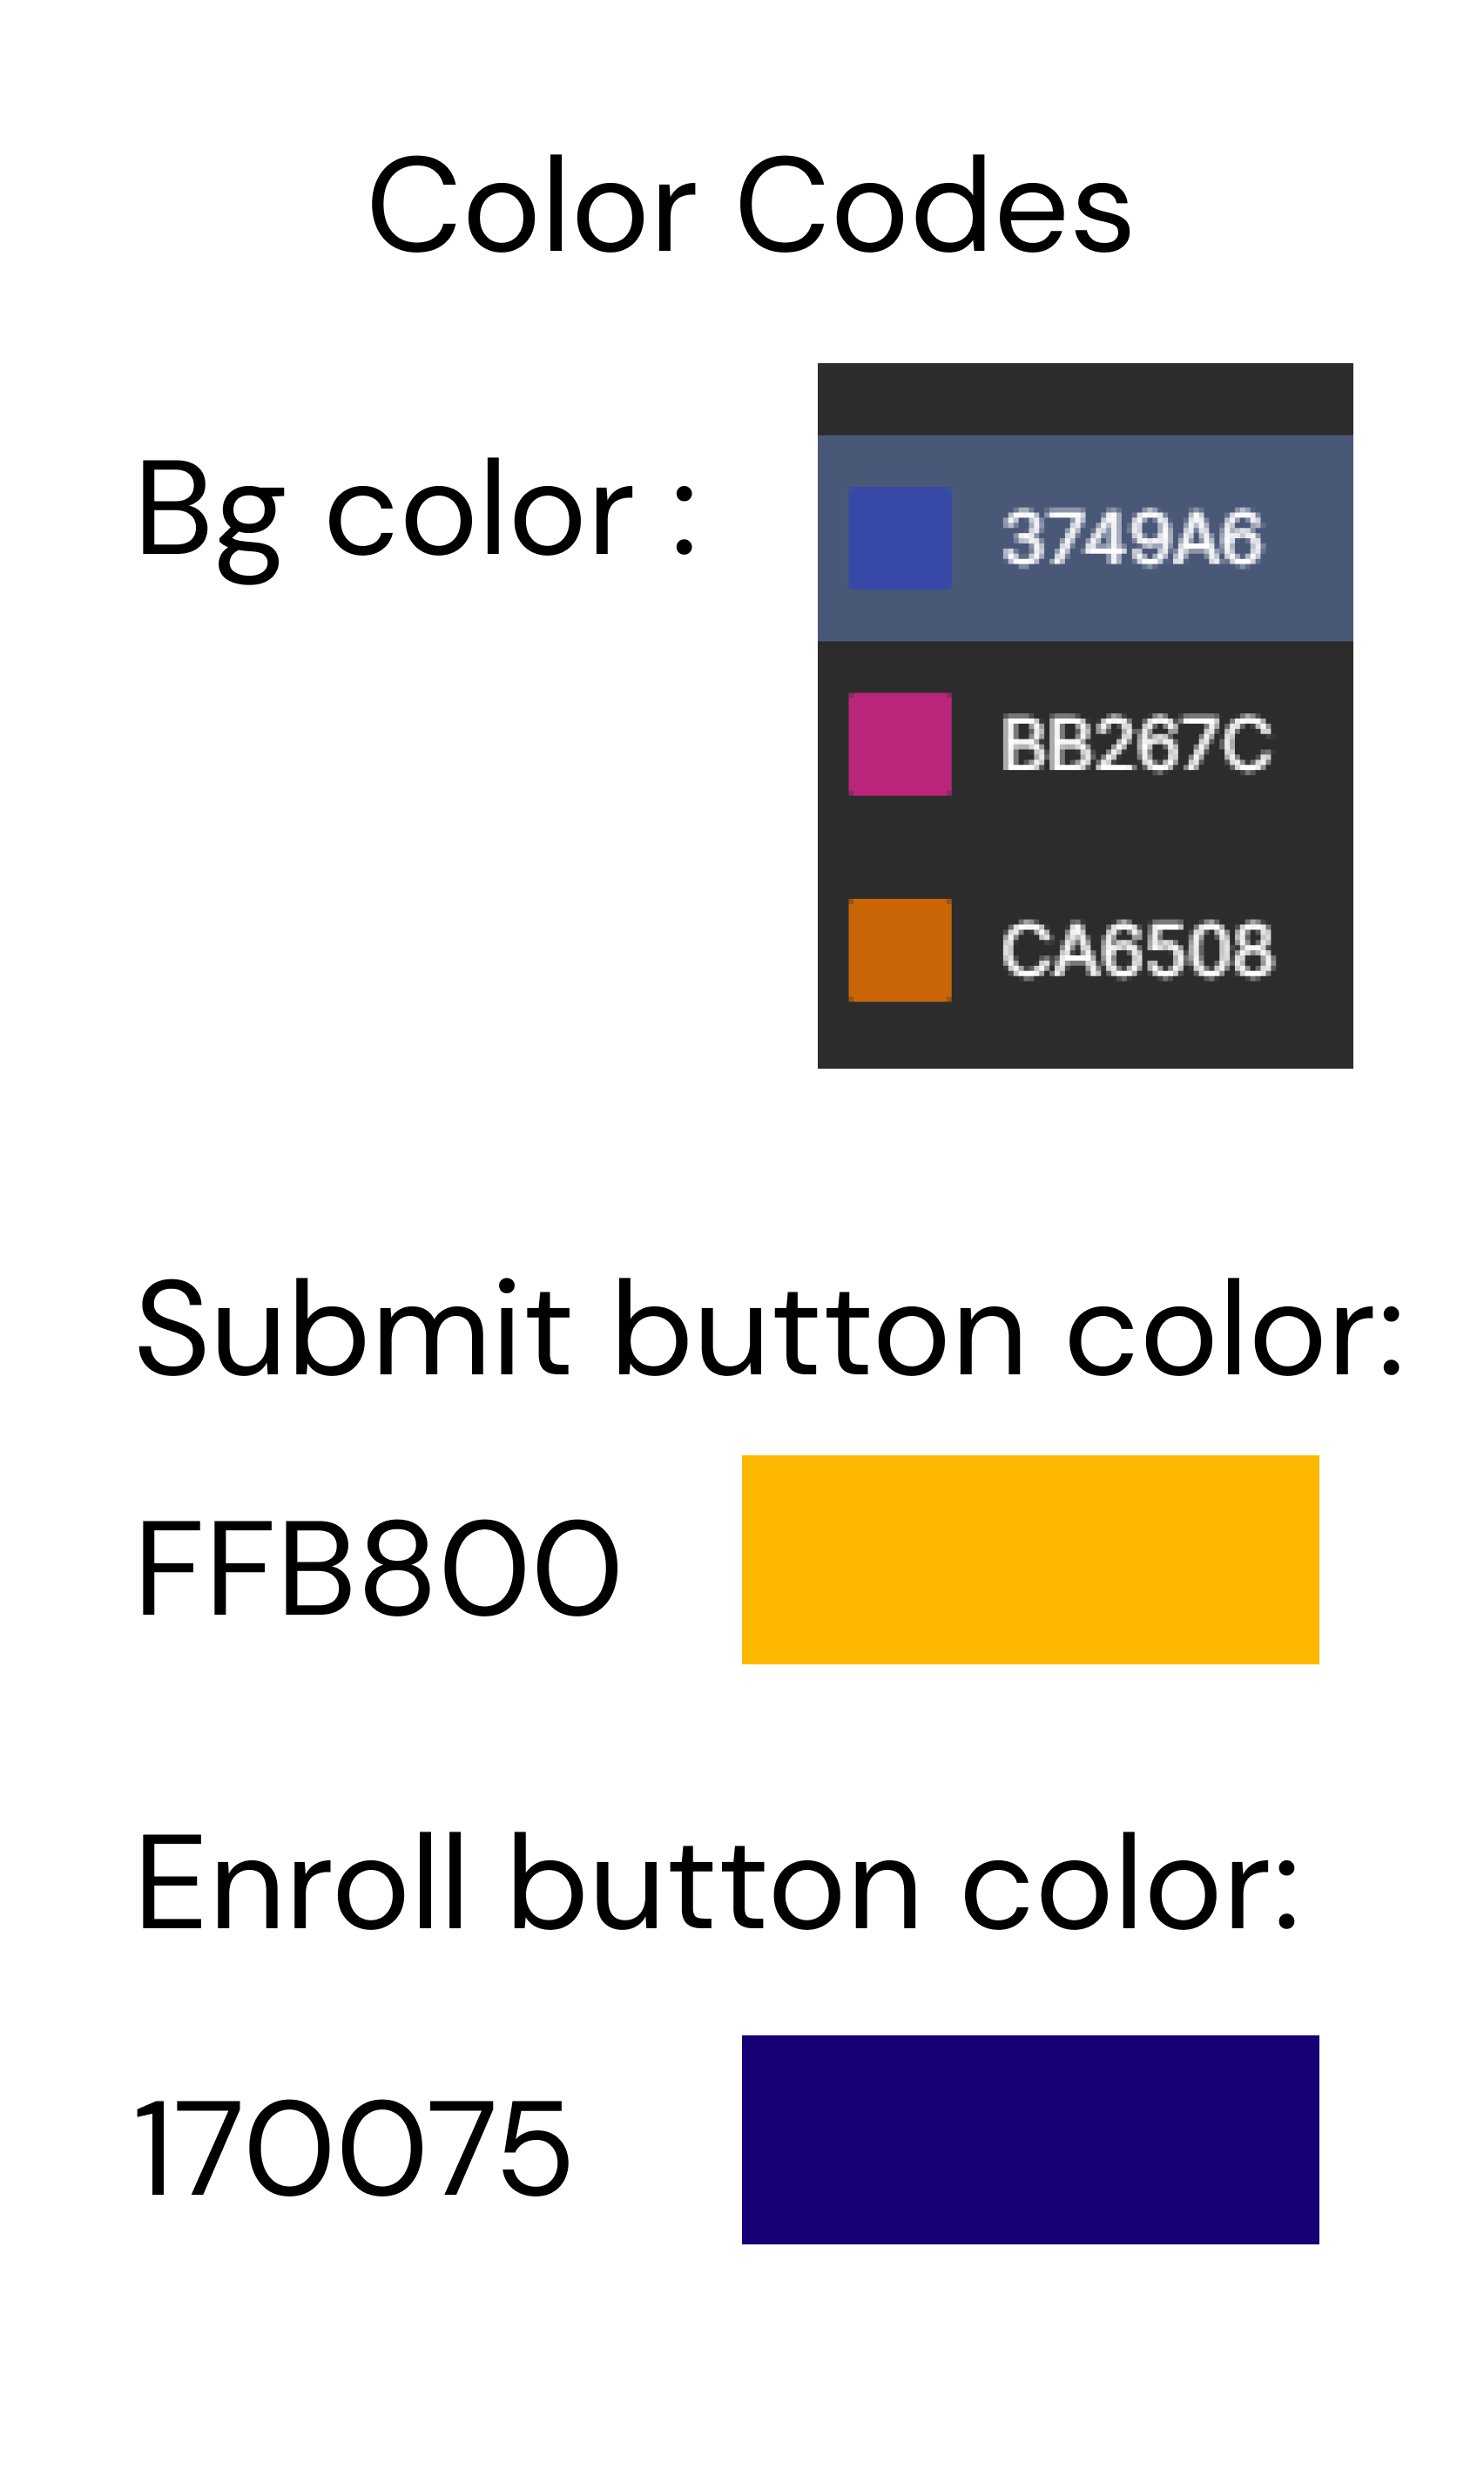 Color Codes
Bg color :
3749A6
BB267C
CA6508
Submit button color:
FFB800
Enroll button color:
170075